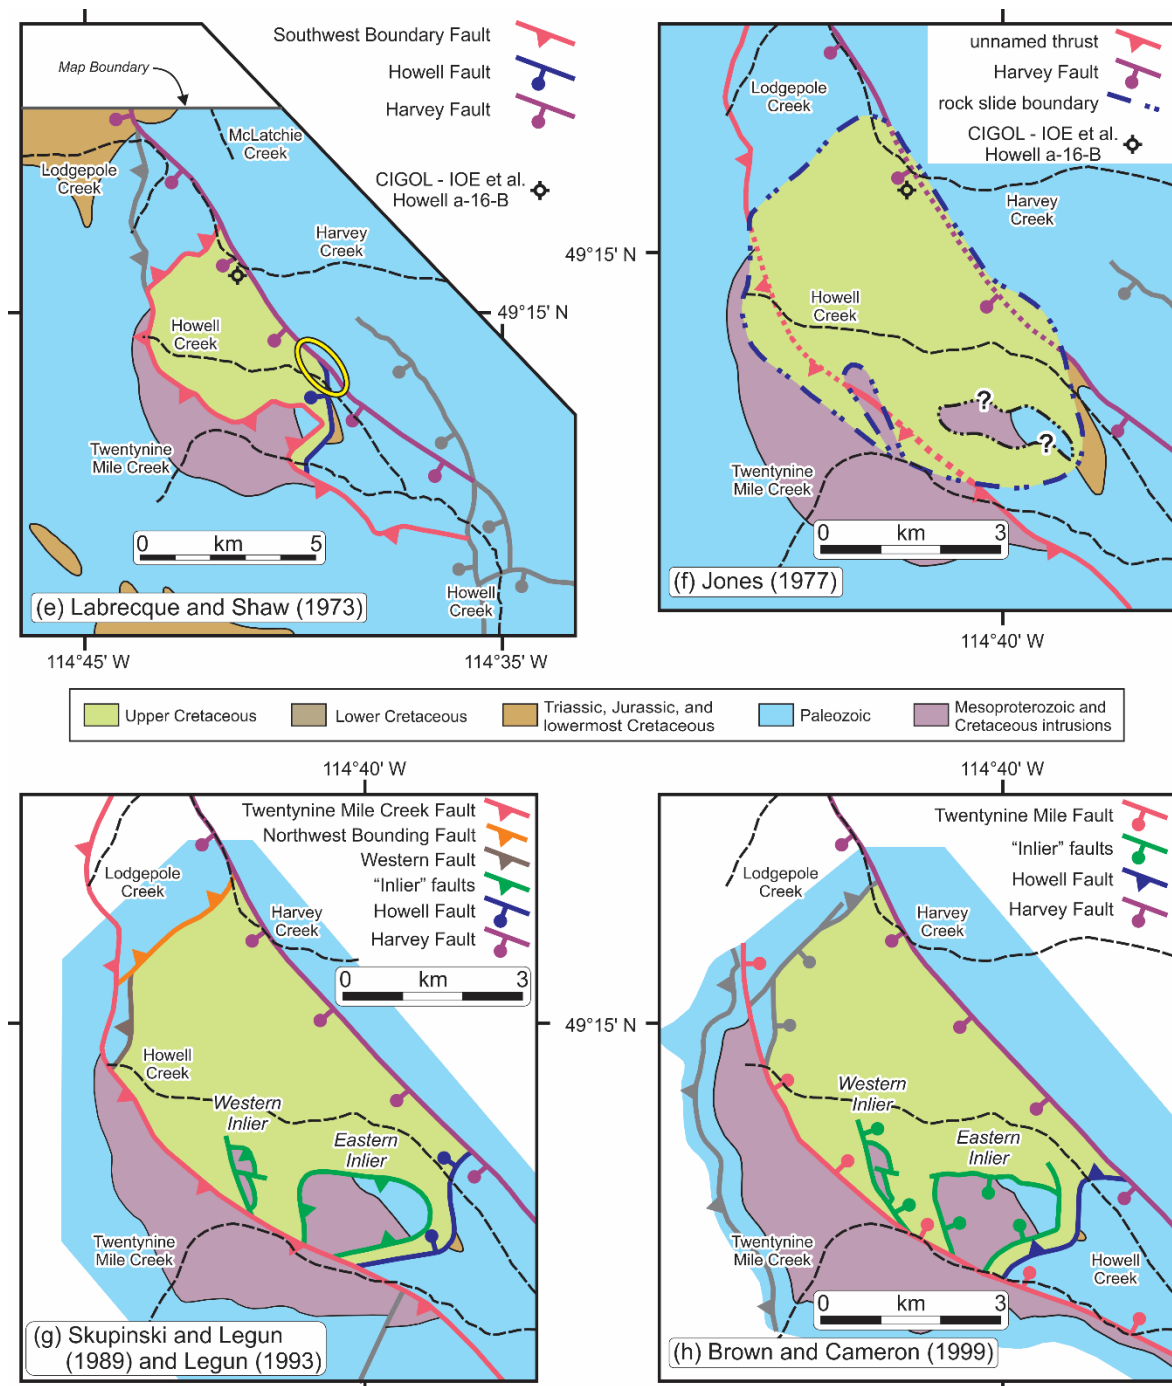 Southwest Boundary Fault
Howell Fault
Harvey Fault
Map Boundary
McLatchie
Creek
Lodgepole
Creek
CIGOL - IOE et al.
Howell a-16-B
Harvey
Creek
49°15' N
Howell
Creek
Twentynine
Mile Creek
0 km 5
Howell
Creek
(e) Labrecque and Shaw (1973)
114°45' W
114°35' W
unnamed thrust
Harvey Fault
rock slide boundary
CIGOL - IOE et al.
Howell a-16-B
Lodgepole
Creek
Harvey
Creek
49°15' N
Howell
Creek
?
?
Twentynine
Mile Creek
0 km 3
(f) Jones (1977)
114°40' W
Upper Cretaceous
Lower Cretaceous
Triassic, Jurassic, and
lowermost Cretaceous
Paleozoic
Mesoproterozoic and
Cretaceous intrusions
114°40' W
Twentynine Mile Creek Fault
Northwest Bounding Fault
Western Fault
"Inlier" faults
Howell Fault
Harvey Fault
Lodgepole
Creek
Harvey
Creek
0 km 3
49°15' N
Howell
Creek
Western
Inlier
Eastern
Inlier
Twentynine
Mile Creek
(g) Skupinski and Legun
(1989) and Legun (1993)
114°40' W
Twentynine Mile Fault
"Inlier" faults
Howell Fault
Harvey Fault
Lodgepole
Creek
Harvey
Creek
Howell
Creek
Western
Inlier
Eastern
Inlier
Twentynine
Mile Creek
Howell
Creek
0 km 3
(h) Brown and Cameron (1999)